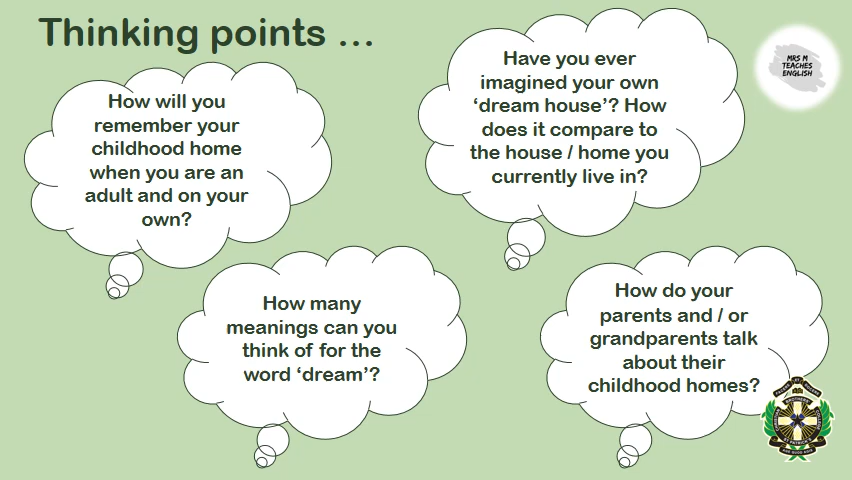 Thinking points …
How will you
remember your
childhood home
when you are an
adult and on your
own?
Have you ever
imagined your own
‘dream house’? How
does it compare to
the house / home you
currently live in?
MRS M
TEACHES
ENGLISH
How many
meanings can you
think of for the
word ‘dream’?
How do your
parents and / or
grandparents talk
about their
childhood homes?